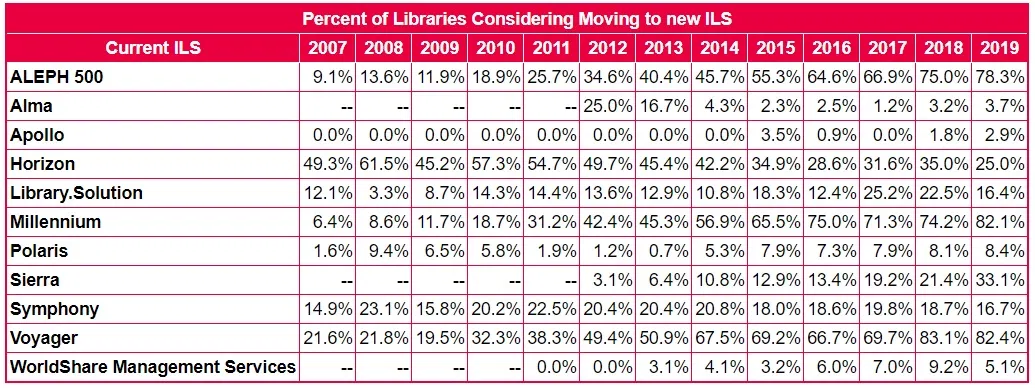 Percent of Libraries Considering Moving to new ILS
Current ILS 2007 2008 2009 2010 2011 2012 2013 2014 2015 2016 2017 2018 2019
ALEPH 500 9.1% 13.6% 11.9% 18.9% 25.7% 34.6% 40.4% 45.7% 55.3% 64.6% 66.9% 75.0% 78.3%
Alma -- -- -- -- -- 25.0% 16.7% 4.3% 2.3% 2.5% 1.2% 3.2% 3.7%
Apollo 0.0% 0.0% 0.0% 0.0% 0.0% 0.0% 0.0% 0.0% 3.5% 0.9% 0.0% 1.8% 2.9%
Horizon 49.3% 61.5% 45.2% 57.3% 54.7% 49.7% 45.4% 42.2% 34.9% 28.6% 31.6% 35.0% 25.0%
Library.Solution 12.1% 3.3% 8.7% 14.3% 14.4% 13.6% 12.9% 10.8% 18.3% 12.4% 25.2% 22.5% 16.4%
Millennium 6.4% 8.6% 11.7% 18.7% 31.2% 42.4% 45.3% 56.9% 65.5% 75.0% 71.3% 74.2% 82.1%
Polaris 1.6% 9.4% 6.5% 5.8% 1.9% 1.2% 0.7% 5.3% 7.9% 7.3% 7.9% 8.1% 8.4%
Sierra -- -- -- -- -- 3.1% 6.4% 10.8% 12.9% 13.4% 19.2% 21.4% 33.1%
Symphony 14.9% 23.1% 15.8% 20.2% 22.5% 20.4% 20.4% 20.8% 18.0% 18.6% 19.8% 18.7% 16.7%
Voyager 21.6% 21.8% 19.5% 32.3% 38.3% 49.4% 50.9% 67.5% 69.2% 66.7% 69.7% 83.1% 82.4%
WorldShare Management Services -- -- -- -- 0.0% 0.0% 3.1% 4.1% 3.2% 6.0% 7.0% 9.2% 5.1%